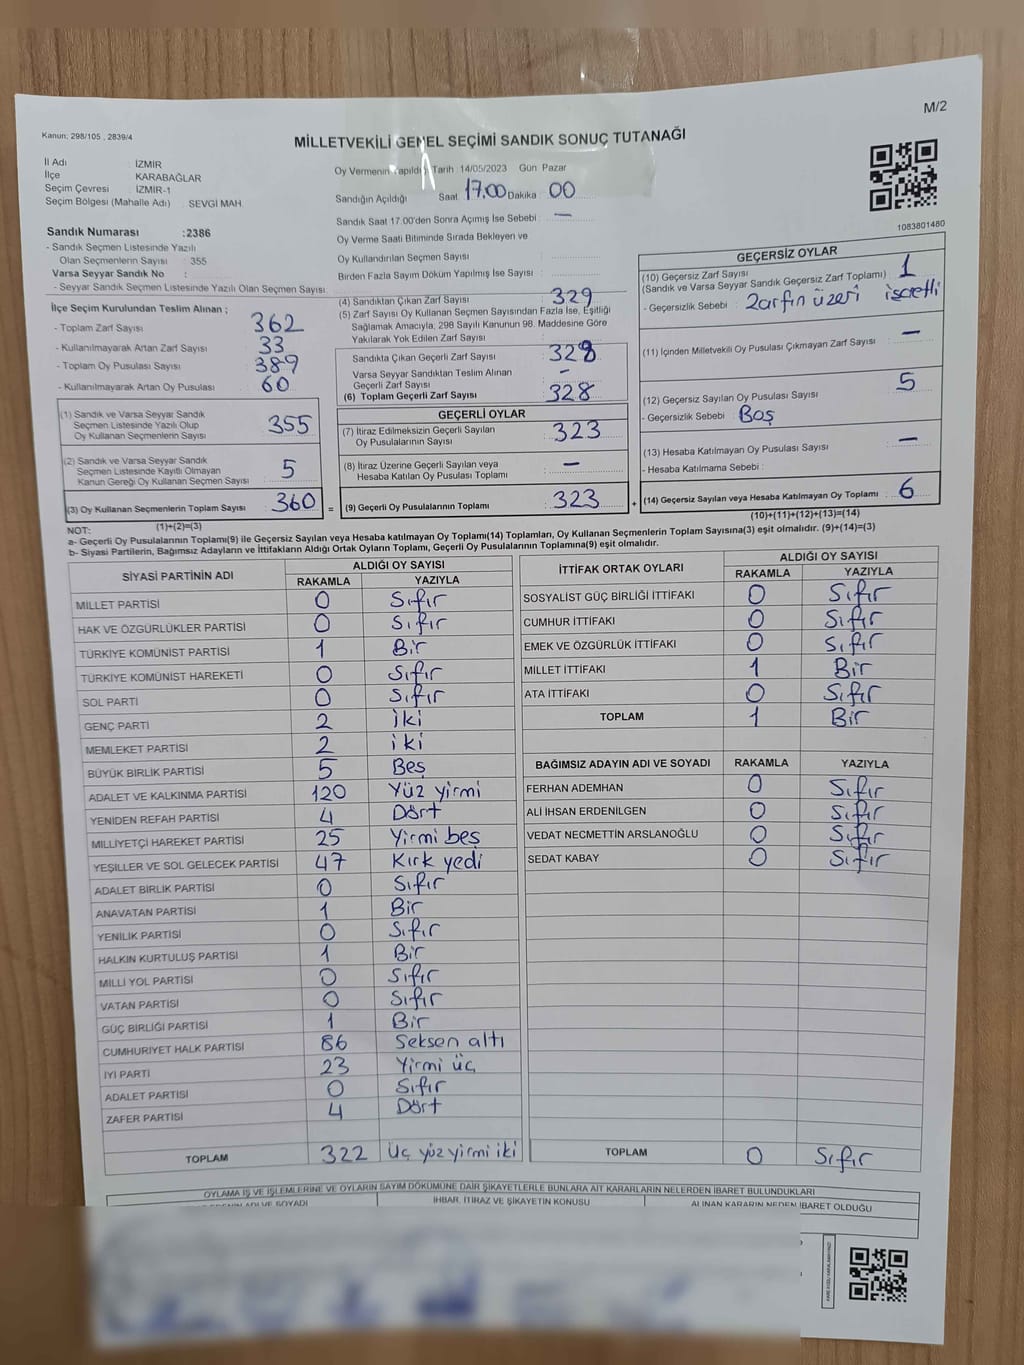 M/2
Kanun: 298/105 , 2839/4
MİLLETVEKİLİ GENEL SEÇİMİ SANDIK SONUÇ TUTANAĞI
İl Adı : İZMİR
İlçe KARABAĞLAR
Seçim Çevresi : İZMİR-1
Seçim Bölgesi (Mahalle Adı) : SEVGİ MAH
Oy Vermenin Yapıldığı Tarih : 14/05/2023 Gün Pazar
Sandığın Açıldığı Saat 17.00 Dakika 00
Sandık Saat 17.00'den Sonra Açımış İse Sebebi : —
Oy Verme Saati Bitiminde Sırada Bekleyen ve
Oy Kullandırılan Seçmen Sayısı
Birden Fazla Sayım Döküm Yapılmış İse Sayısı
1083801480
Sandık Numarası :2386
- Sandık Seçmen Listesinde Yazılı
Olan Seçmenlerin Sayısı : 355
Varsa Seyyar Sandık No :
- Seyyar Sandık Seçmen Listesinde Yazılı Olan Seçmen Sayısı:
İlçe Seçim Kurulundan Teslim Alınan ;
- Toplam Zarf Sayısı 362
- Kullanılmayarak Artan Zarf Sayısı 33
- Toplam Oy Pusulası Sayısı 389
- Kullanılmayarak Artan Oy Pusulası 60
(1) Sandık ve Varsa Seyyar Sandık
Seçmen Listesinde Yazılı Olup
Oy Kullanan Seçmenlerin Sayısı 355
(2) Sandık ve Varsa Seyyar Sandık
Seçmen Listesinde Kayıtlı Olmayan
Kanun Gereği Oy Kullanan Seçmen Sayısı 5
(3) Oy Kullanan Seçmenlerin Toplam Sayısı 360 =
(1)+(2)=(3)
(4) Sandıktan Çıkan Zarf Sayısı 329
(5) Zarf Sayısı Oy Kullanan Seçmen Sayısından Fazla İse, Eşitliği
Sağlamak Amacıyla, 298 Sayılı Kanunun 98. Maddesine Göre
Yakılarak Yok Edilen Zarf Sayısı :
Sandıkta Çıkan Geçerli Zarf Sayısı 328
Varsa Seyyar Sandıktan Teslim Alınan
Geçerli Zarf Sayısı -
(6) Toplam Geçerli Zarf Sayısı 328
GEÇERLİ OYLAR
(7) İtiraz Edilmeksizin Geçerli Sayılan
Oy Pusulalarının Sayısı 323
(8) İtiraz Üzerine Geçerli Sayılan veya
Hesaba Katılan Oy Pusulası Toplamı —
(9) Geçerli Oy Pusulalarının Toplamı 323 +
GEÇERSİZ OYLAR
(10) Geçersiz Zarf Sayısı
(Sandık ve Varsa Seyyar Sandık Geçersiz Zarf Toplamı) 1
- Geçersizlik Sebebi : Zarfın üzeri işaretli
(11) İçinden Milletvekili Oy Pusulası Çıkmayan Zarf Sayısı : —
(12) Geçersiz Sayılan Oy Pusulası Sayısı 5
- Geçersizlik Sebebi : Boş
(13) Hesaba Katılmayan Oy Pusulası Sayısı —
- Hesaba Katılmama Sebebi :
(14) Geçersiz Sayılan veya Hesaba Katılmayan Oy Toplamı 6
(10)+(11)+(12)+(13)=(14)
NOT:
a- Geçerli Oy Pusulalarının Toplamı(9) ile Geçersiz Sayılan veya Hesaba katılmayan Oy Toplamı(14) Toplamları, Oy Kullanan Seçmenlerin Toplam Sayısına(3) eşit olmalıdır. (9)+(14)=(3)
b- Siyasi Partilerin, Bağımsız Adayların ve İttifakların Aldığı Ortak Oyların Toplamı, Geçerli Oy Pusulalarının Toplamına(9) eşit olmalıdır.
SİYASİ PARTİNİN ADI ALDIĞI OY SAYISI
RAKAMLA YAZIYLA
MİLLET PARTİSİ 0 Sıfır
HAK VE ÖZGÜRLÜKLER PARTİSİ 0 Sıfır
TÜRKİYE KOMÜNİST PARTİSİ 1 Bir
TÜRKİYE KOMÜNİST HAREKETİ 0 Sıfır
SOL PARTİ 0 Sıfır
GENÇ PARTİ 2 iki
MEMLEKET PARTİSİ 2 iki
BÜYÜK BİRLİK PARTİSİ 5 Beş
ADALET VE KALKINMA PARTİSİ 120 Yüz yirmi
YENİDEN REFAH PARTİSİ 4 Dört
MİLLİYETÇİ HAREKET PARTİSİ 25 Yirmi beş
YEŞİLLER VE SOL GELECEK PARTİSİ 47 Kırk yedi
ADALET BİRLİK PARTİSİ 0 Sıfır
ANAVATAN PARTİSİ 1 Bir
YENİLİK PARTİSİ 0 Sıfır
HALKIN KURTULUŞ PARTİSİ 1 Bir
MİLLİ YOL PARTİSİ 0 Sıfır
VATAN PARTİSİ 0 Sıfır
GÜÇ BİRLİĞİ PARTİSİ 1 Bir
CUMHURİYET HALK PARTİSİ 86 Seksen altı
İYİ PARTİ 23 Yirmi üç
ADALET PARTİSİ 0 Sıfır
ZAFER PARTİSİ 4 Dört
TOPLAM 322 Üç yüz yirmi iki
İTTİFAK ORTAK OYLARI ALDIĞI OY SAYISI
RAKAMLA YAZIYLA
SOSYALİST GÜÇ BİRLİĞİ İTTİFAKI 0 Sıfır
CUMHUR İTTİFAKI 0 Sıfır
EMEK VE ÖZGÜRLÜK İTTİFAKI 0 Sıfır
MİLLET İTTİFAKI 1 Bir
ATA İTTİFAKI 0 Sıfır
TOPLAM 1 Bir
BAĞIMSIZ ADAYIN ADI VE SOYADI RAKAMLA YAZIYLA
FERHAN ADEMHAN 0 Sıfır
ALİ İHSAN ERDENİLGEN 0 Sıfır
VEDAT NECMETTİN ARSLANOĞLU 0 Sıfır
SEDAT KABAY 0 Sıfır
TOPLAM 0 Sıfır
OYLAMA İŞ VE İŞLEMLERİNE VE OYLARIN SAYIM DÖKÜMÜNE DAİR ŞİKAYETLERLE BUNLARA AİT KARARLARIN NELERDEN İBARET BULUNDUKLARI
ADI VE SOYADI İHBAR, İTİRAZ VE ŞİKAYETİN KONUSU ALINAN KARARIN NEDEN İBARET OLDUĞU